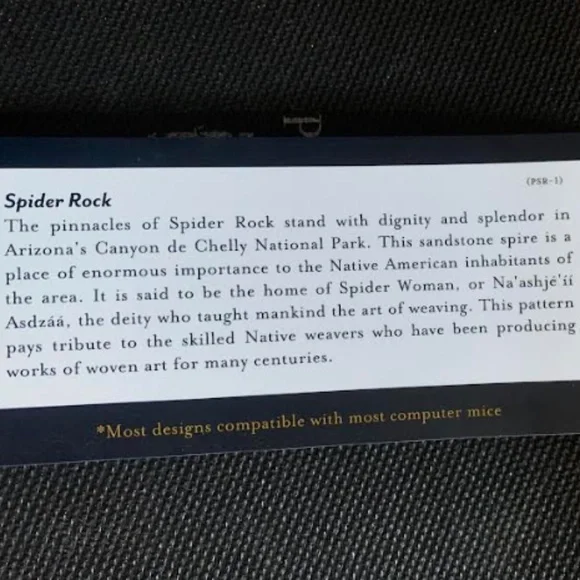 P
(PSR-1)
Spider Rock
The pinnacles of Spider Rock stand with dignity and splendor in
Arizona's Canyon de Chelly National Park. This sandstone spire is a
place of enormous importance to the Native American inhabitants of
the area. It is said to be the home of Spider Woman, or Na'ashjé'íí
Asdzáá, the deity who taught mankind the art of weaving. This pattern
pays tribute to the skilled Native weavers who have been producing
works of woven art for many centuries.
*Most designs compatible with most computer mice